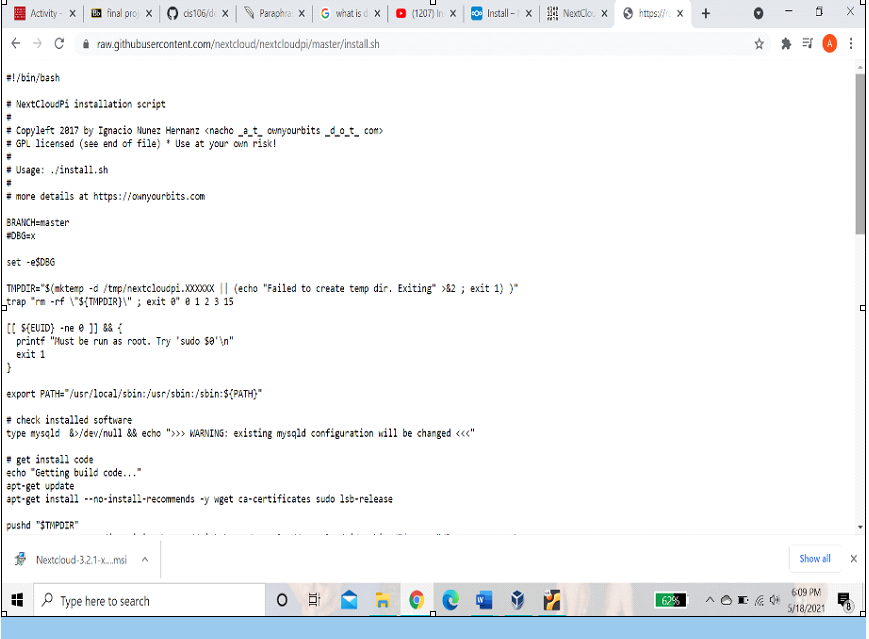 Activity -
final pro
cis106/d
Paraphra
what is d
(1207) In
Install –
NextClou
https://r
raw.githubusercontent.com/nextcloud/nextcloudpi/master/install.sh
A
#!/bin/bash
# NextCloudPi installation script
#
# Copyleft 2017 by Ignacio Nunez Hernanz <nacho _a_t_ ownyourbits _d_o_t_ com>
# GPL licensed (see end of file) * Use at your own risk!
#
# Usage: ./install.sh
#
# more details at https://ownyourbits.com
BRANCH=master
#DBG=x
set -e$DBG
TMPDIR="$(mktemp -d /tmp/nextcloudpi.XXXXXX || (echo "Failed to create temp dir. Exiting" >&2 ; exit 1) )"
trap "rm -rf \"${TMPDIR}\" ; exit 0" 0 1 2 3 15
[[ ${EUID} -ne 0 ]] && {
printf "Must be run as root. Try 'sudo $0'\n"
exit 1
}
export PATH="/usr/local/sbin:/usr/sbin:/sbin:${PATH}"
# check installed software
type mysqld &>/dev/null && echo ">>> WARNING: existing mysqld configuration will be changed <<<"
# get install code
echo "Getting build code..."
apt-get update
apt-get install --no-install-recommends -y wget ca-certificates sudo lsb-release
pushd "$TMPDIR"
Nextcloud-3.2.1-x....msi
Show all
Type here to search
62%
6:09 PM
5/18/2021
8